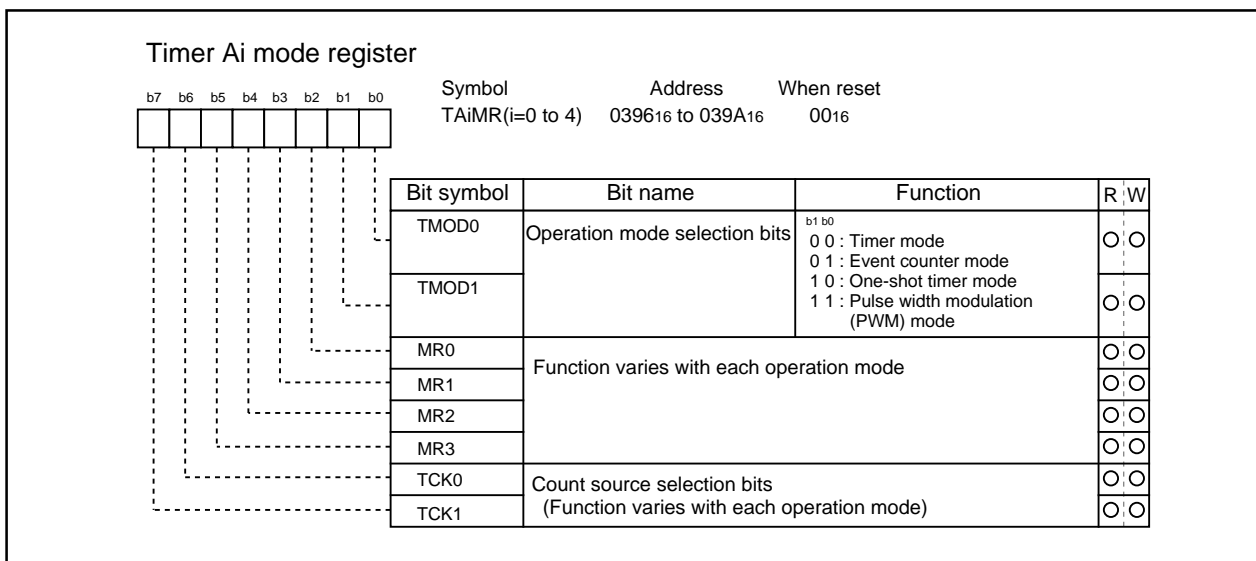 Timer Ai mode register
Symbol Address When reset
TAiMR(i=0 to 4) 039616 to 039A16 0016
b7 b6 b5 b4 b3 b2 b1 b0
Bit symbol Bit name Function R W
TMOD0 Operation mode selection bits
b1 b0
0 0 : Timer mode
0 1 : Event counter mode
TMOD1
1 0 : One-shot timer mode
1 1 : Pulse width modulation
(PWM) mode
MR0
Function varies with each operation mode
MR1
MR2
MR3
TCK0
Count source selection bits
(Function varies with each operation mode)
TCK1